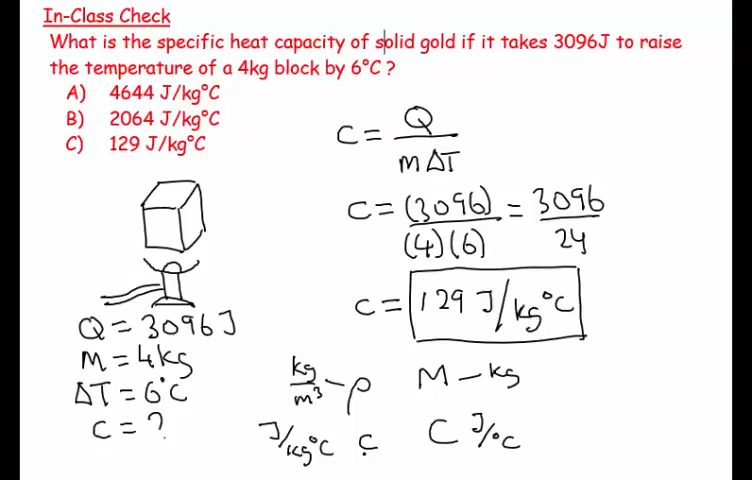 In-Class Check
What is the specific heat capacity of solid gold if it takes 3096J to raise
the temperature of a 4kg block by 6°C ?
A) 4644 J/kg°C
B) 2064 J/kg°C
C) 129 J/kg°C
C = Q / mΔT
C = (3096) / (4)(6) = 3096 / 24
C = 129 J/kg°C
Q = 3096J
M = 4kg
ΔT = 6°C
C = ?
kg/m³ - ρ
M - kg
J/kg°C c
C J/°C